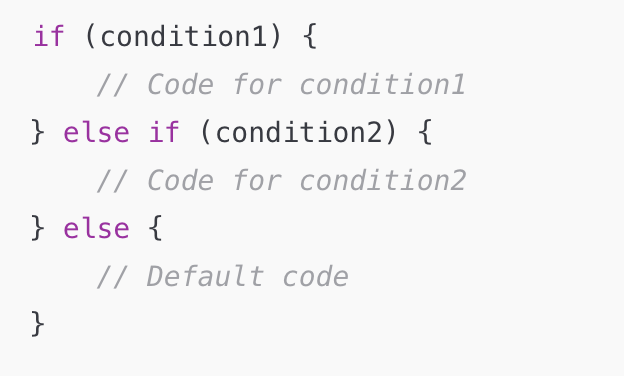 if (condition1) {
    // Code for condition1
} else if (condition2) {
    // Code for condition2
} else {
    // Default code
}